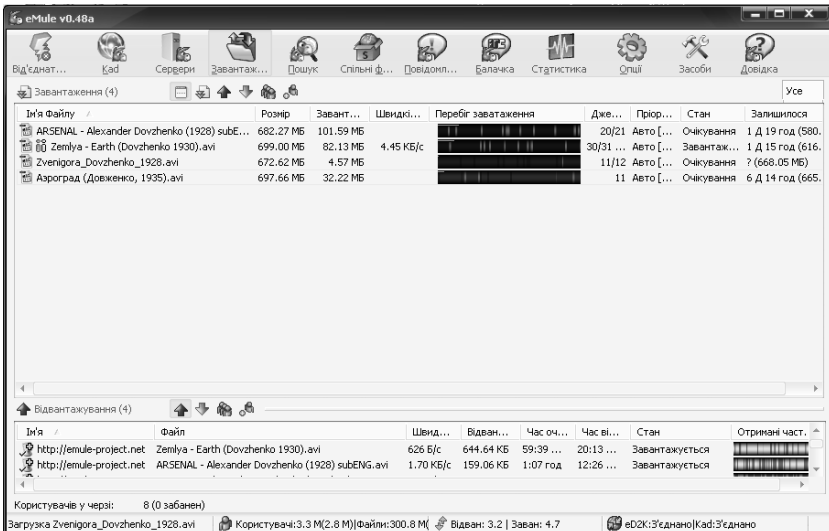 eMule v0.48a
Від'єднат... Kad Сервери Завантаж... Пошук Спільні ф... Повідомл... Балачка Статистика Опції Засоби Довідка
Завантаження (4) Усе
Ім'я Файлу Розмір Завант... Швидкі... Перебіг заватаження Дже... Пріор... Стан Залишилося
ARSENAL - Alexander Dovzhenko (1928) subE... 682.27 МБ 101.59 МБ 20/21 Авто [... Очікування 1 Д 19 год (580.
Zemlya - Earth (Dovzhenko 1930).avi 699.00 МБ 82.13 МБ 4.45 КБ/с 30/31 ... Авто [... Завантаж... 1 Д 15 год (616.
Zvenigora_Dovzhenko_1928.avi 672.62 МБ 4.57 МБ 11/12 Авто [... Очікування ? (668.05 МБ)
Аэроград (Довженко, 1935).avi 697.66 МБ 32.22 МБ 11 Авто [... Очікування 6 Д 14 год (665.
Відвантажування (4)
Ім'я Файл Швид... Відван... Час оч... Час ві... Стан Отримані част.
http://emule-project.net Zemlya - Earth (Dovzhenko 1930).avi 626 Б/с 644.64 КБ 59:39 ... 20:13 ... Завантажується
http://emule-project.net ARSENAL - Alexander Dovzhenko (1928) subENG.avi 1.70 КБ/с 159.06 КБ 1:07 год 12:26 ... Завантажується
Користувачів у черзі: 8 (0 забанен)
Загрузка Zvenigora_Dovzhenko_1928.avi Користувачі:3.3 M(2.8 M)|Файли:300.8 M( Відван: 3.2 | Заван: 4.7 eD2K:З'єднано|Kad:З'єднано